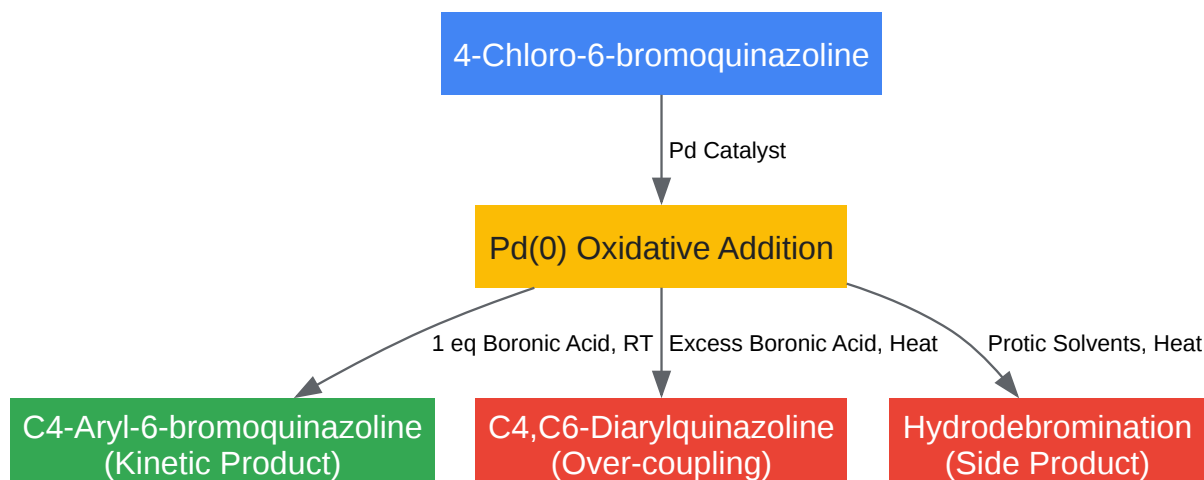 4-Chloro-6-bromoquinazoline
Pd Catalyst
Pd(0) Oxidative Addition
1 eq Boronic Acid, RT
Excess Boronic Acid, Heat
Protic Solvents, Heat
C4-Aryl-6-bromoquinazoline
(Kinetic Product)
C4,C6-Diarylquinazoline
(Over-coupling)
Hydrodebromination
(Side Product)